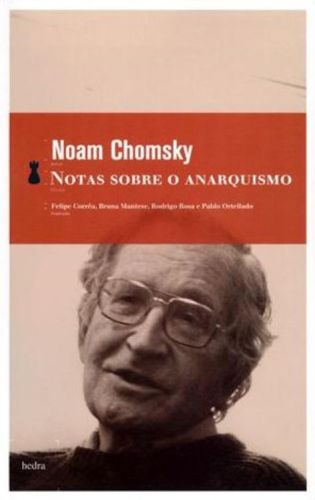 Noam Chomsky
NOTAS SOBRE O ANARQUISMO
Felipe Corrêa, Bruna Mantese, Rodrigo Rosa e Pablo Ortellado
hedra